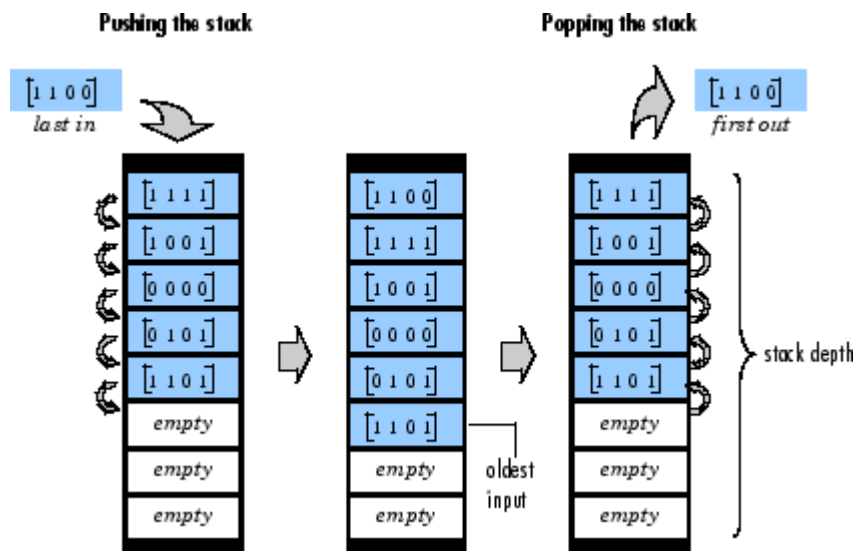 Pushing the stack
Popping the stack
[1 1 0 0]
last in
[1 1 0 0]
first out
[1 1 1 1]
[1 0 0 1]
[0 0 0 0]
[0 1 0 1]
[1 1 0 1]
empty
empty
empty
[1 1 0 0]
[1 1 1 1]
[1 0 0 1]
[0 0 0 0]
[0 1 0 1]
[1 1 0 1]
empty
empty
oldest
input
[1 1 1 1]
[1 0 0 1]
[0 0 0 0]
[0 1 0 1]
[1 1 0 1]
empty
empty
empty
stack depth